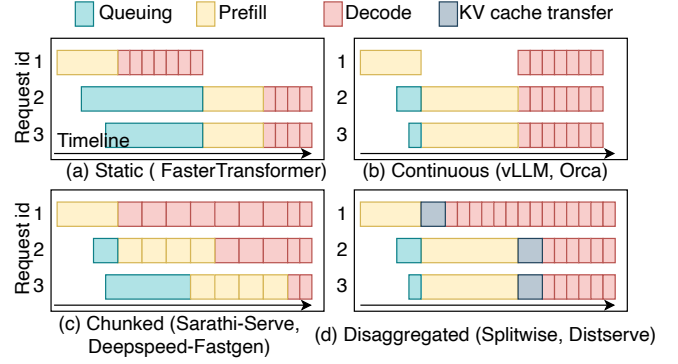 Queuing Prefill Decode KV cache transfer
Request id
1
2
3
Timeline
(a) Static ( FasterTransformer)
1
2
3
(b) Continuous (vLLM, Orca)
Request id
1
2
3
(c) Chunked (Sarathi-Serve,
Deepspeed-Fastgen)
1
2
3
(d) Disaggregated (Splitwise, Distserve)